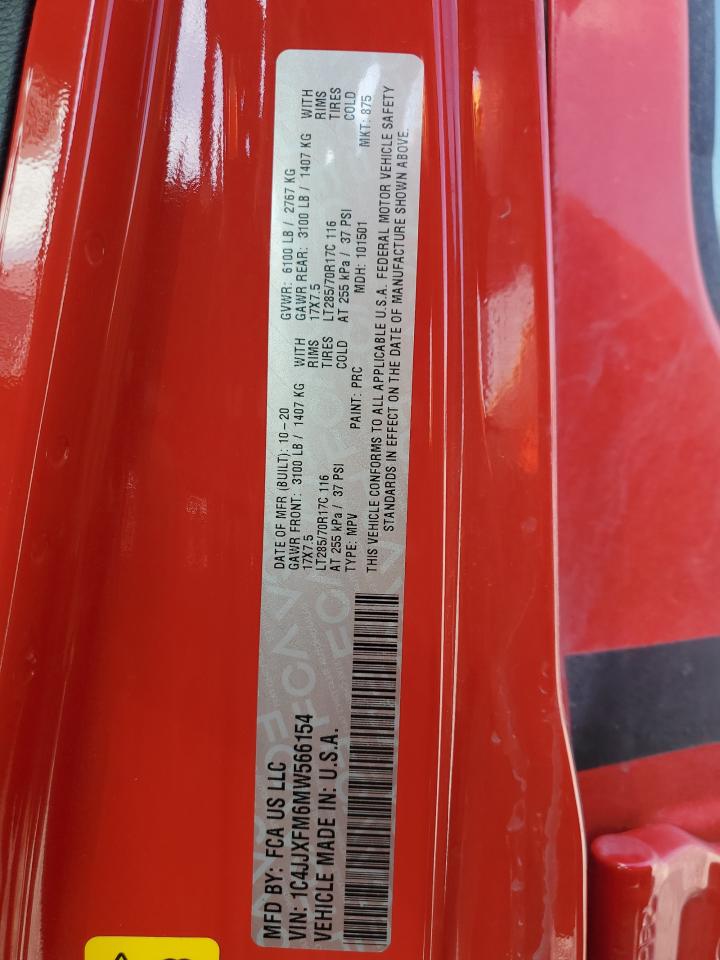 MFD BY: FCA US LLC
VIN: 1C4JJXFM6MW566154
VEHICLE MADE IN: U.S.A.
DATE OF MFR (BUILT): 10-20 GVWR: 6100 LB / 2767 KG
GAWR FRONT: 3100 LB / 1407 KG WITH GAWR REAR: 3100 LB / 1407 KG WITH
17X7.5 RIMS 17X7.5 RIMS
LT285/70R17C 116 TIRES LT285/70R17C 116 TIRES
AT 255 kPa / 37 PSI COLD AT 255 kPa / 37 PSI COLD
TYPE: MPV PAINT: PRC MDH: 101501 MKT: 875
THIS VEHICLE CONFORMS TO ALL APPLICABLE U.S.A. FEDERAL MOTOR VEHICLE SAFETY
STANDARDS IN EFFECT ON THE DATE OF MANUFACTURE SHOWN ABOVE.